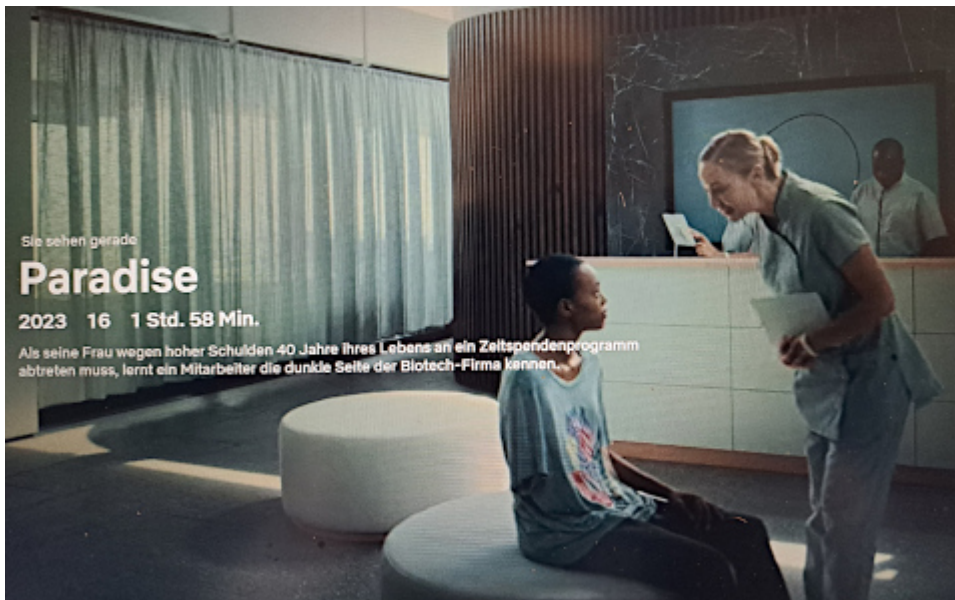 Sie sehen gerade
Paradise
2023 16 1 Std. 58 Min.
Als seine Frau wegen hoher Schulden 40 Jahre ihres Lebens an ein Zeitspendenprogramm
abtreten muss, lernt ein Mitarbeiter die dunkle Seite der Biotech-Firma kennen.